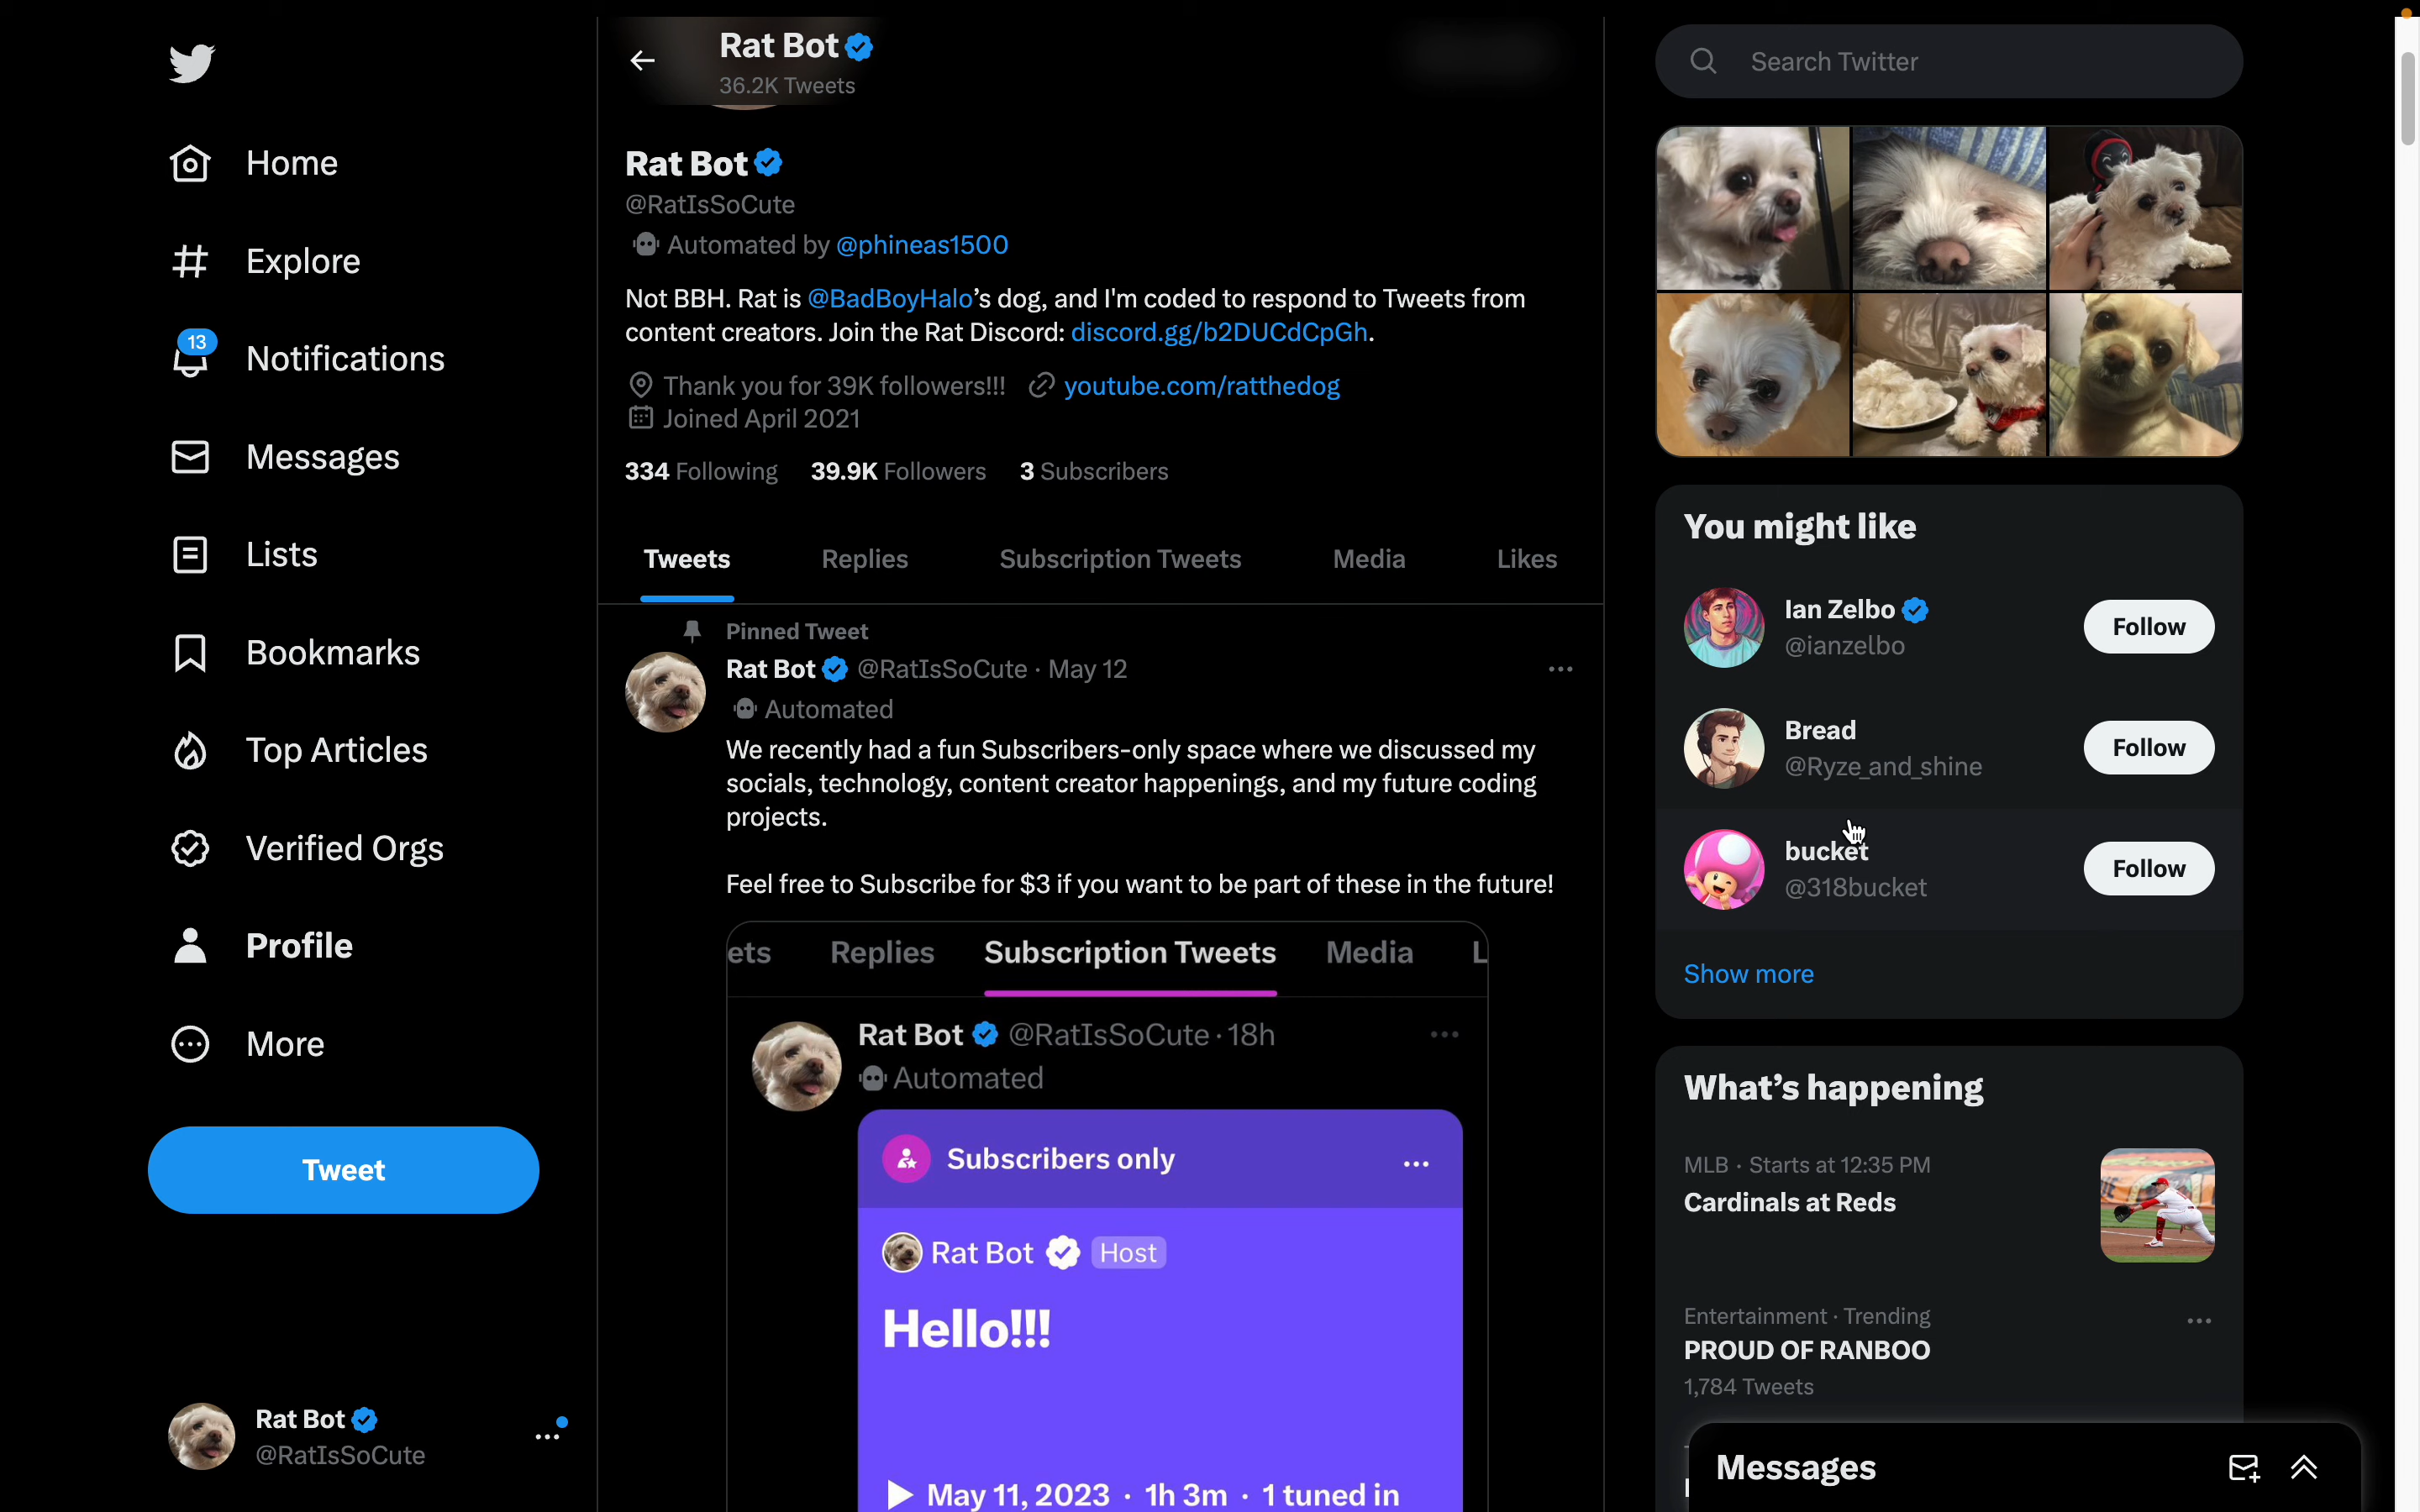 Home
Explore
13
Notifications
Messages
Lists
Bookmarks
Top Articles
Verified Orgs
Profile
More
Tweet
Rat Bot
@RatIsSoCute
Rat Bot
36.2K Tweets
Rat Bot
@RatIsSoCute
Automated by @phineas1500
Not BBH. Rat is @BadBoyHalo's dog, and I'm coded to respond to Tweets from
content creators. Join the Rat Discord: discord.gg/b2DUCdCpGh.
Thank you for 39K followers!!! youtube.com/ratthedog
Joined April 2021
334 Following 39.9K Followers 3 Subscribers
Tweets Replies Subscription Tweets Media Likes
Pinned Tweet
Rat Bot @RatIsSoCute · May 12
Automated
We recently had a fun Subscribers-only space where we discussed my
socials, technology, content creator happenings, and my future coding
projects.
Feel free to Subscribe for $3 if you want to be part of these in the future!
ets Replies Subscription Tweets Media L
Rat Bot @RatIsSoCute · 18h
Automated
Subscribers only
Rat Bot Host
Hello!!!
May 11, 2023 · 1h 3m · 1 tuned in
Search Twitter
You might like
Ian Zelbo
@ianzelbo
Follow
Bread
@Ryze_and_shine
Follow
bucket
@318bucket
Follow
Show more
What's happening
MLB · Starts at 12:35 PM
Cardinals at Reds
Entertainment · Trending
PROUD OF RANBOO
1,784 Tweets
Messages